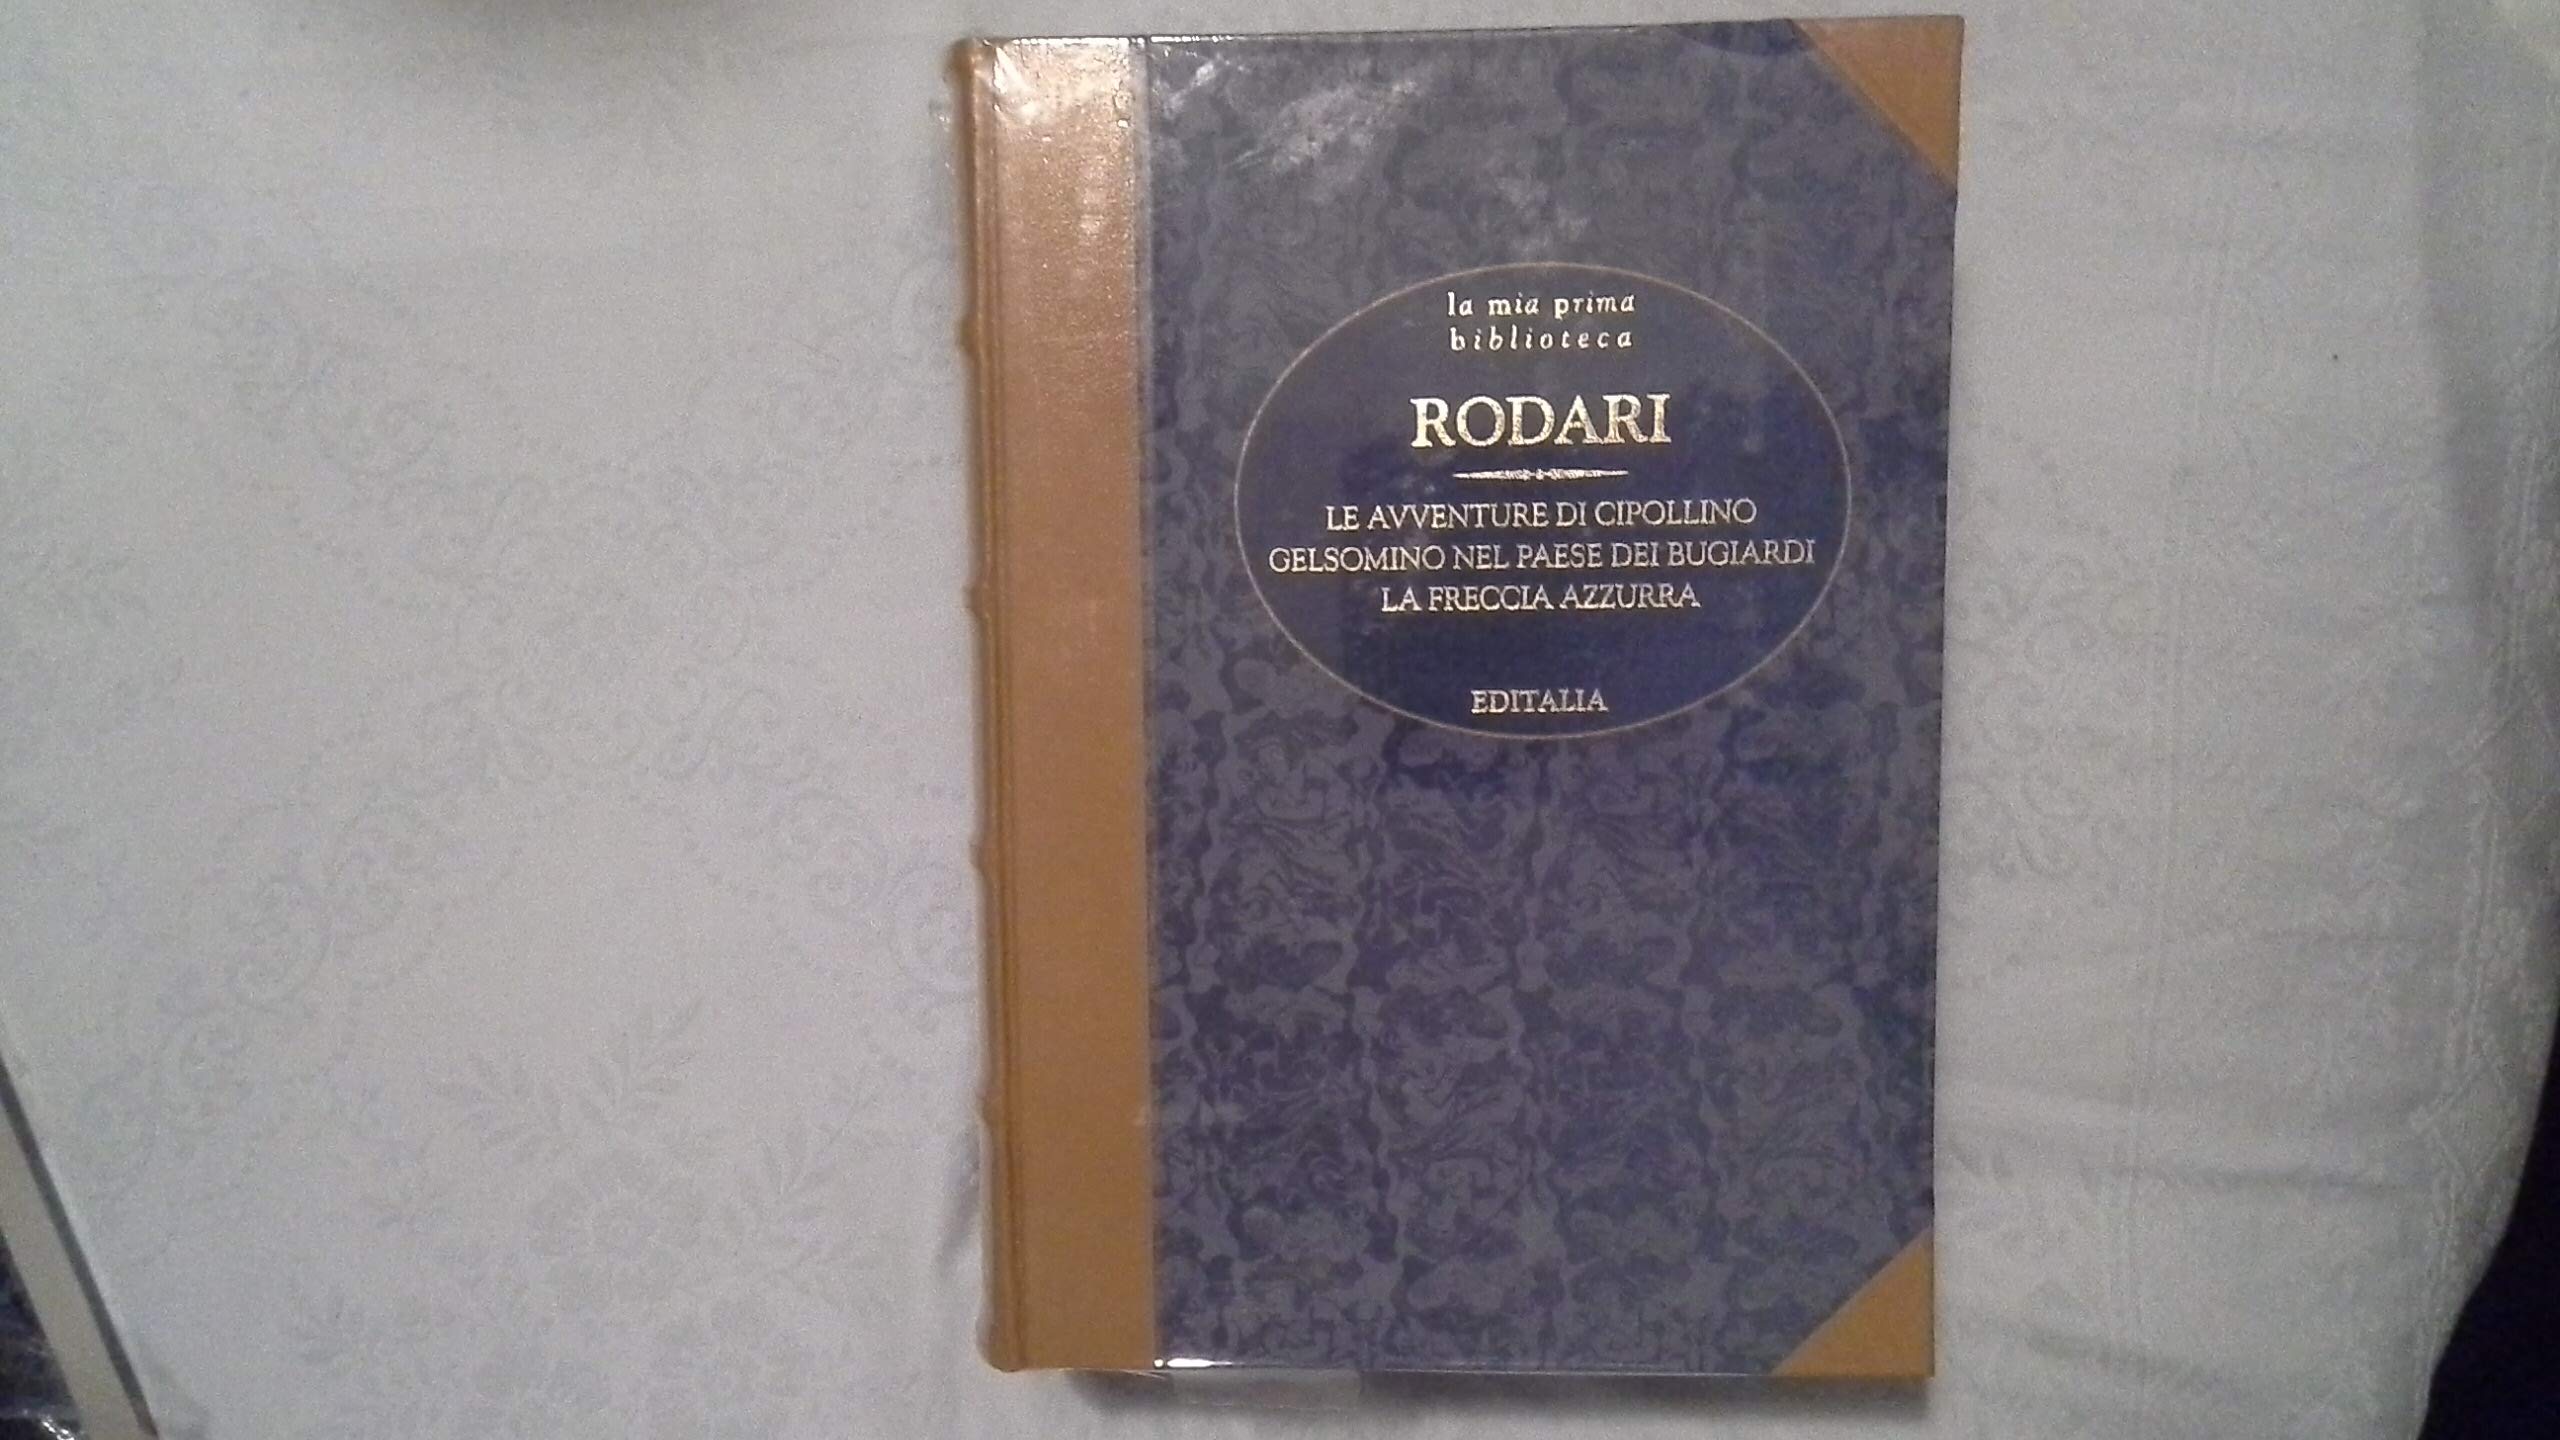 la mia prima
biblioteca
RODARI
LE AVVENTURE DI CIPOLLINO
GELSOMINO NEL PAESE DEI BUGIARDI
LA FRECCIA AZZURRA
EDITALIA